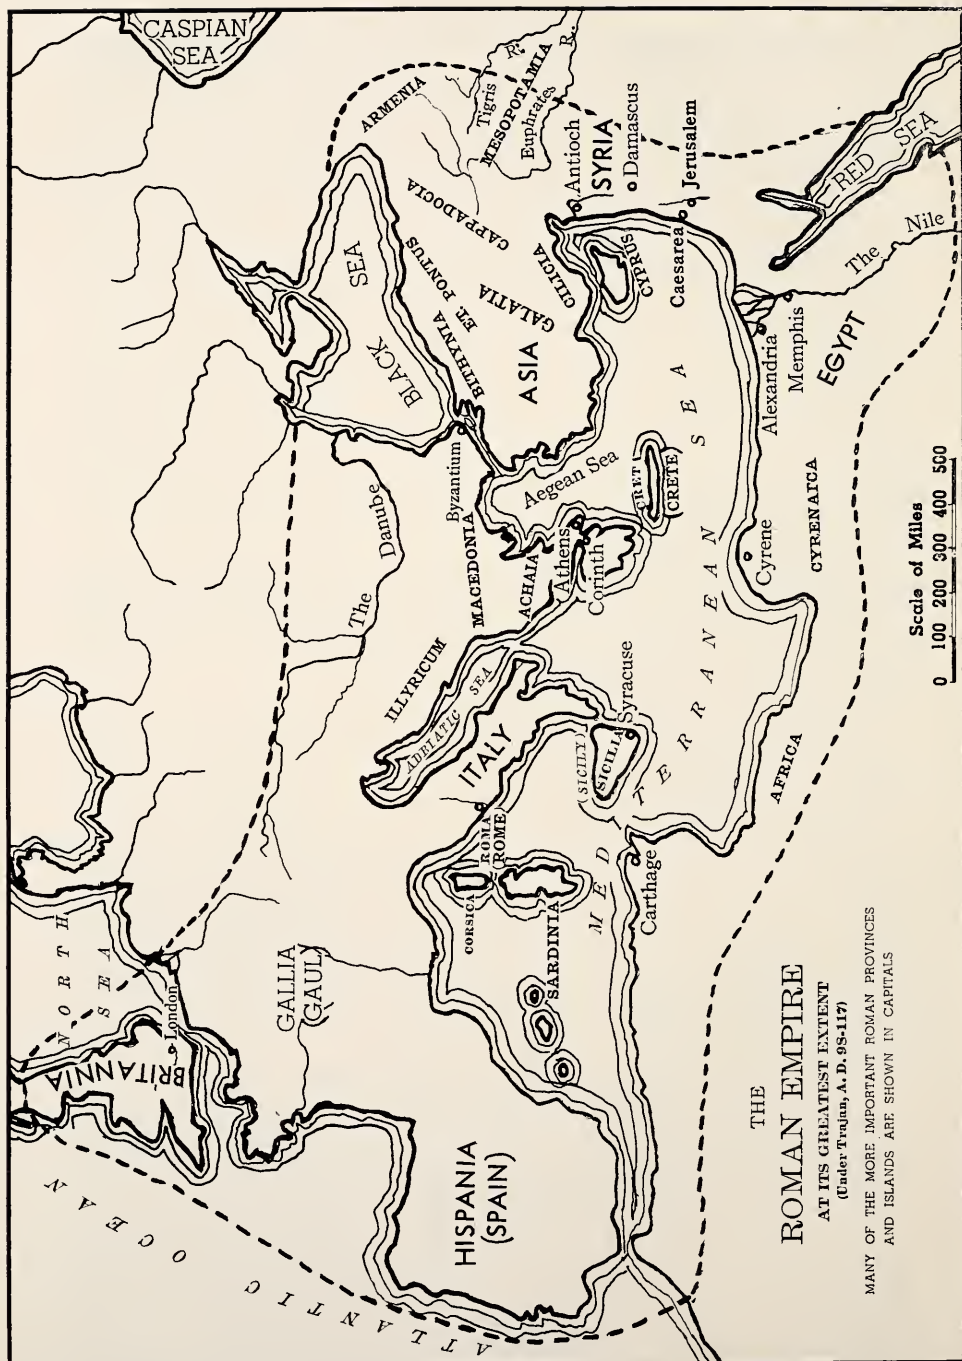 THE
ROMAN EMPIRE
AT ITS GREATEST EXTENT
(Under Trajan, A. D. 98-117)
MANY OF THE MORE IMPORTANT ROMAN PROVINCES
AND ISLANDS ARE SHOWN IN CAPITALS
ATLANTIC OCEAN
NORTH
SEA
BRITANNIA
London
GALLIA
(GAUL)
HISPANIA
(SPAIN)
CORSICA
SARDINIA
ROMA
(ROME)
ITALY
ADRIATIC SEA
ILLYRICUM
The Danube
MACEDONIA
ACHAIA
Athens
Corinth
(SICILY)
SICILIA
Syracuse
Carthage
MEDITERRANEAN SEA
AFRICA
Byzantium
BLACK SEA
BITHYNIA
ET. PONTUS
GALATIA
CAPPADOCIA
ASIA
CILICIA
Aegean Sea
CRET
(CRETE)
CYPRUS
CASPIAN
SEA
ARMENIA
Tigris R.
MESOPOTAMIA
Euphrates R.
Antioch
SYRIA
Damascus
Caesarea
Jerusalem
RED SEA
The Nile
Alexandria
Memphis
EGYPT
Cyrene
CYRENAICA
Scale of Miles
0 100 200 300 400 500